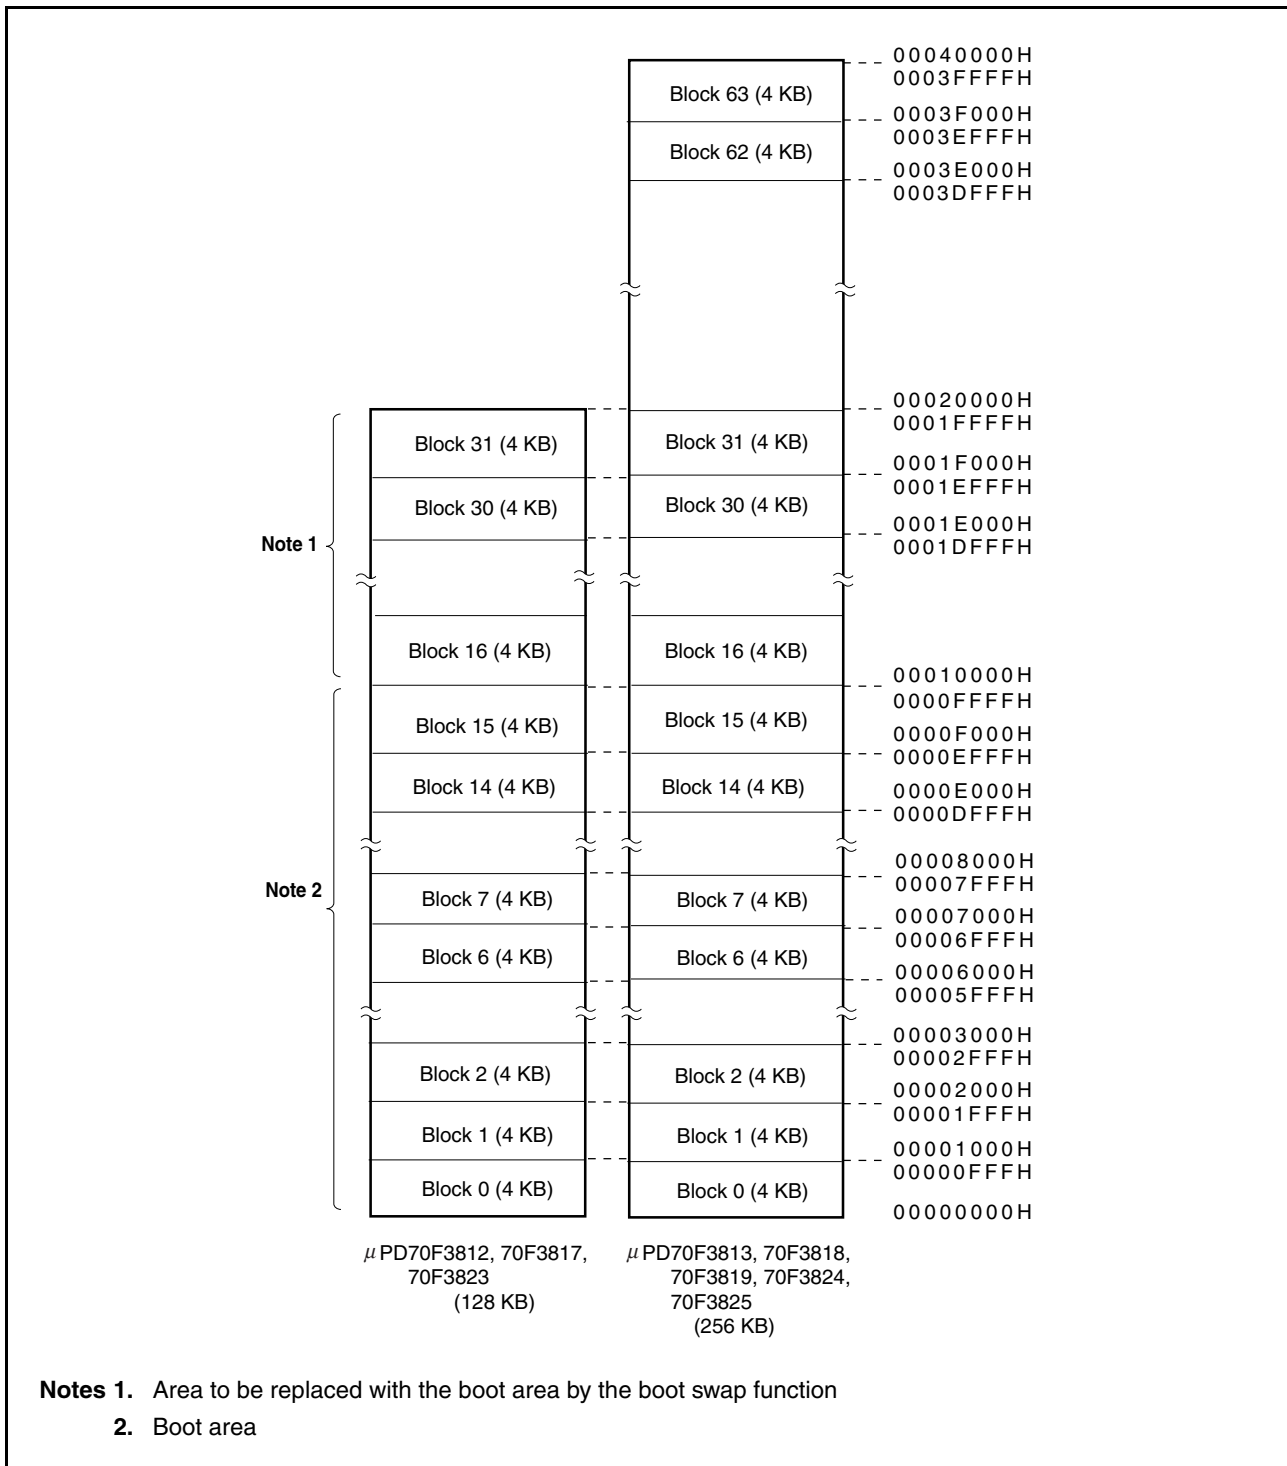 00040000H
0003FFFFH
Block 63 (4 KB)
0003F000H
0003EFFFH
Block 62 (4 KB)
0003E000H
0003DFFFH
00020000H
0001FFFFH
Block 31 (4 KB) Block 31 (4 KB)
0001F000H
0001EFFFH
Block 30 (4 KB) Block 30 (4 KB)
0001E000H
0001DFFFH
Note 1
Block 16 (4 KB) Block 16 (4 KB)
00010000H
0000FFFFH
Block 15 (4 KB) Block 15 (4 KB)
0000F000H
0000EFFFH
Block 14 (4 KB) Block 14 (4 KB)
0000E000H
0000DFFFH
00008000H
00007FFFH
Note 2
Block 7 (4 KB) Block 7 (4 KB)
00007000H
00006FFFH
Block 6 (4 KB) Block 6 (4 KB)
00006000H
00005FFFH
00003000H
00002FFFH
Block 2 (4 KB) Block 2 (4 KB)
00002000H
00001FFFH
Block 1 (4 KB) Block 1 (4 KB)
00001000H
00000FFFH
Block 0 (4 KB) Block 0 (4 KB)
00000000H
μPD70F3812, 70F3817,
70F3823
(128 KB)
μPD70F3813, 70F3818,
70F3819, 70F3824,
70F3825
(256 KB)
Notes 1. Area to be replaced with the boot area by the boot swap function
2. Boot area